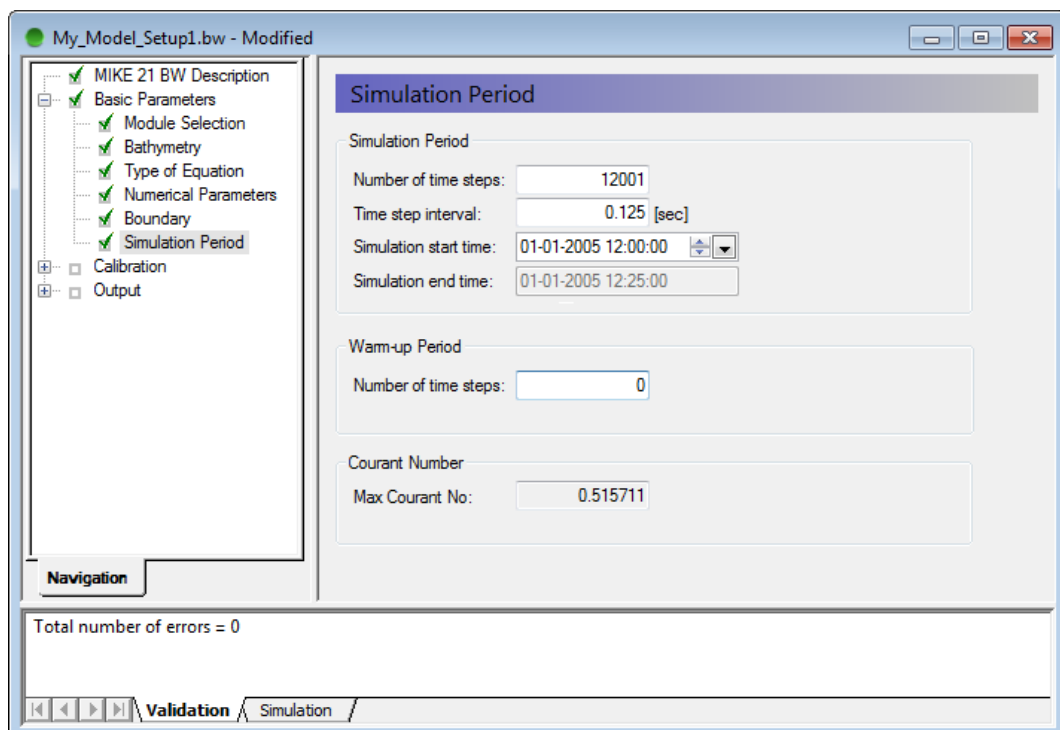 My_Model_Setup1.bw - Modified
MIKE 21 BW Description
Basic Parameters
Module Selection
Bathymetry
Type of Equation
Numerical Parameters
Boundary
Simulation Period
Calibration
Output
Navigation
Simulation Period
Simulation Period
Number of time steps: 12001
Time step interval: 0.125 [sec]
Simulation start time: 01-01-2005 12:00:00
Simulation end time: 01-01-2005 12:25:00
Warm-up Period
Number of time steps: 0
Courant Number
Max Courant No: 0.515711
Total number of errors = 0
Validation Simulation